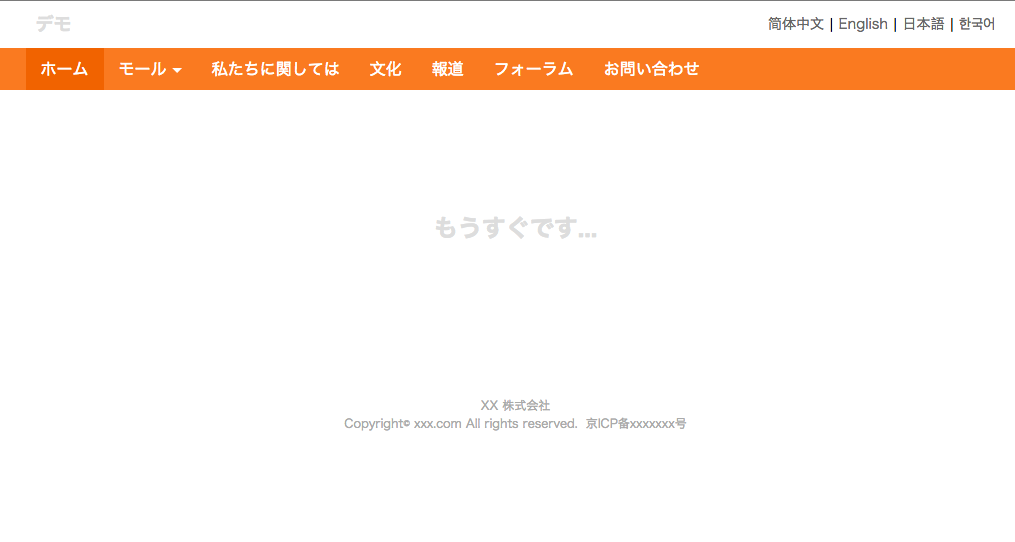 デモ 简体中文 | English | 日本語 | 한국어
ホーム モール 私たちに関しては 文化 報道 フォーラム お問い合わせ
もうすぐです...
XX 株式会社
Copyright© xxx.com All rights reserved. 京ICP备xxxxxxx号